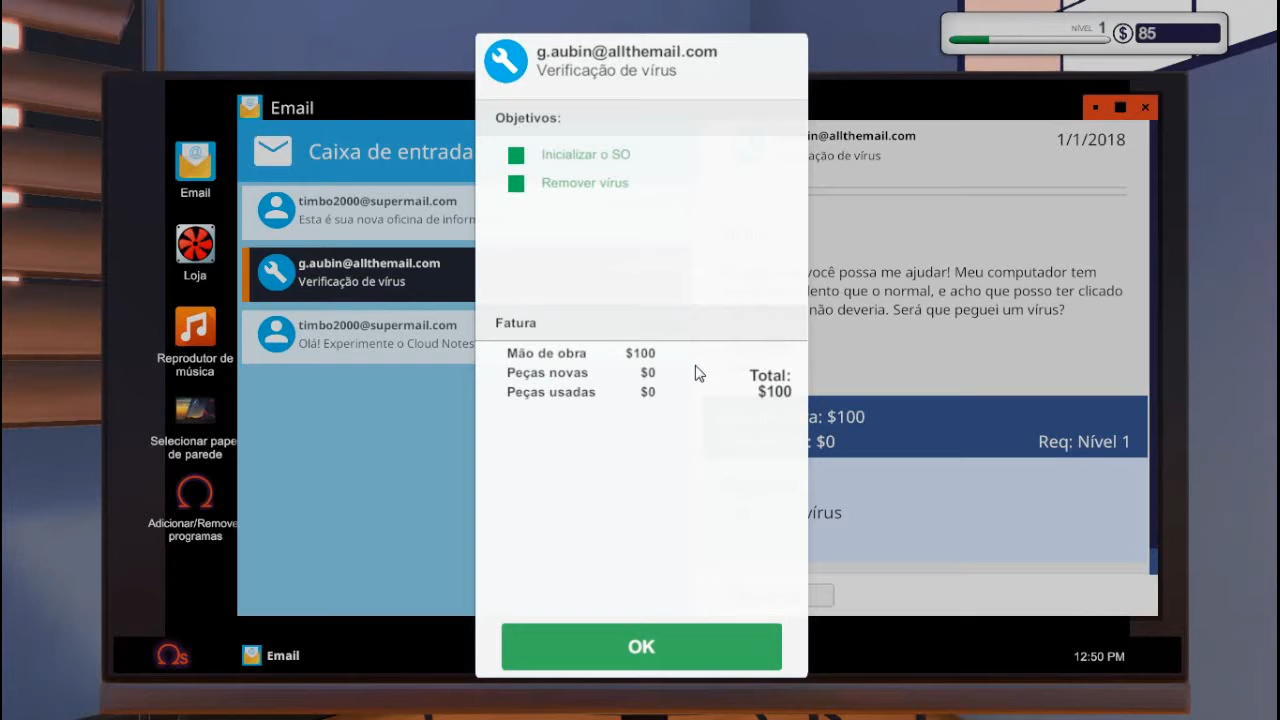 NÍVEL 1
$ 85
Email
Email
Loja
Reprodutor de
música
Selecionar pape
de parede
Adicionar/Remove
programas
Caixa de entrada
timbo2000@supermail.com
Esta é sua nova oficina de inform
g.aubin@allthemail.com
Verificação de vírus
timbo2000@supermail.com
Olá! Experimente o Cloud Notes
g.aubin@allthemail.com
Verificação de vírus
Objetivos:
Inicializar o SO
Remover vírus
Fatura
Mão de obra $100
Peças novas $0
Peças usadas $0
Total:
$100
OK
in@allthemail.com
1/1/2018
ação de vírus
você possa me ajudar! Meu computador tem
lento que o normal, e acho que posso ter clicado
não deveria. Será que peguei um vírus?
a: $100
: $0
Req: Nível 1
vírus
Ωs
Email
12:50 PM